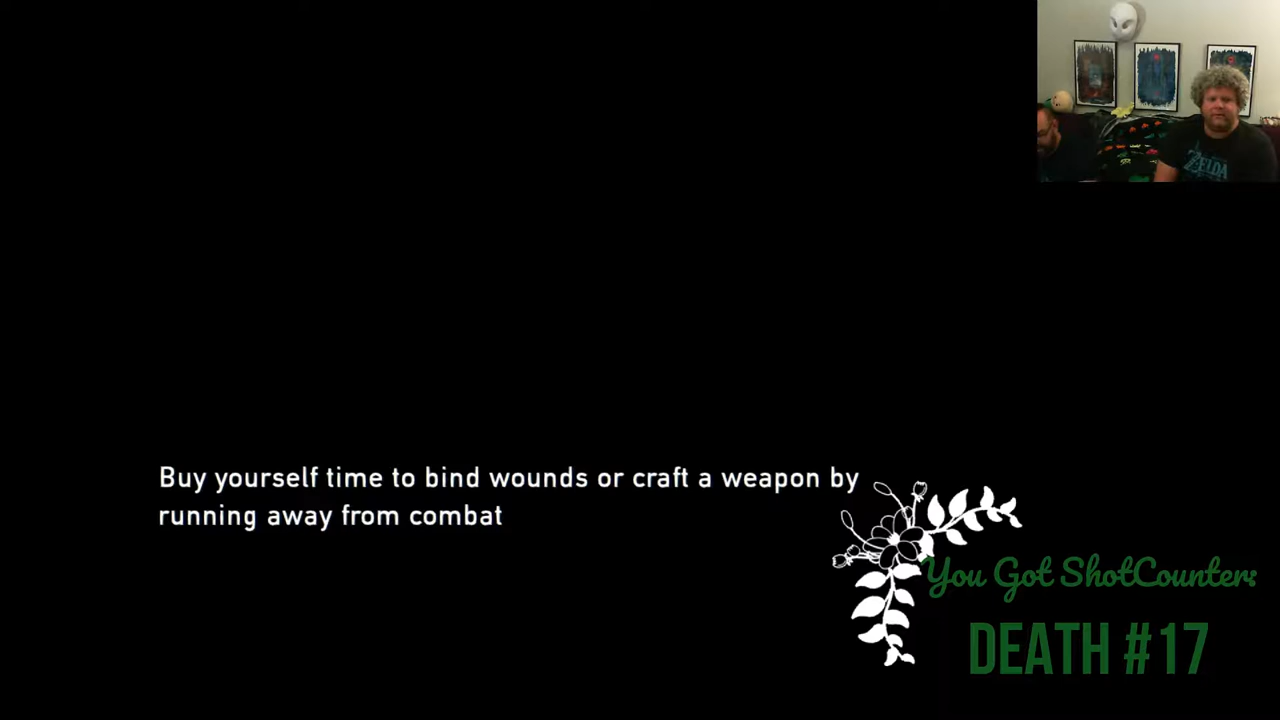 ZELDA
Buy yourself time to bind wounds or craft a weapon by
running away from combat
You Got ShotCounter:
DEATH #17